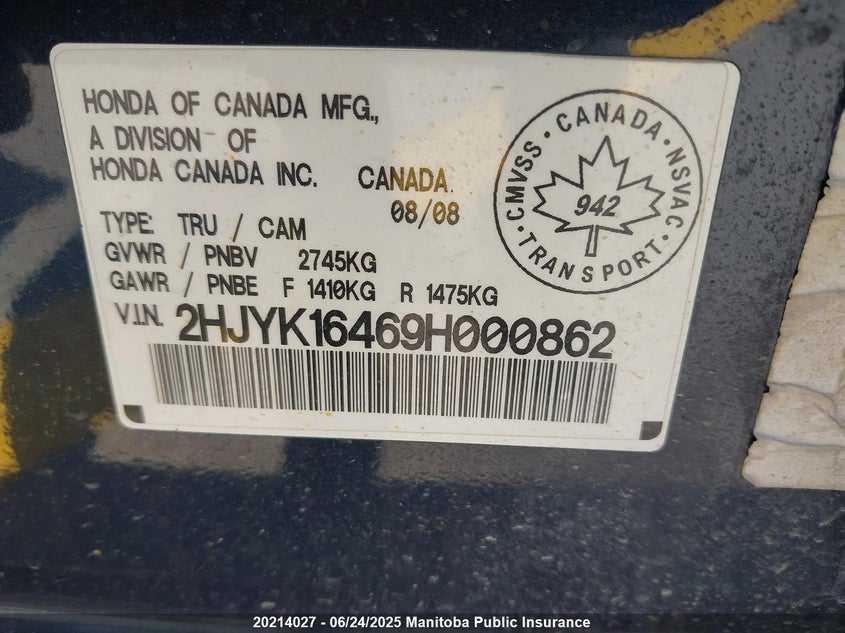 HONDA OF CANADA MFG.,
A DIVISION OF
HONDA CANADA INC. CANADA
08/08
TYPE: TRU / CAM
GVWR / PNBV 2745KG
GAWR / PNBE F 1410KG R 1475KG
V.I.N. 2HJYK16469H000862
CMVSS · CANADA · NSVAC
942
TRANSPORT
20214027 - 06/24/2025 Manitoba Public Insurance